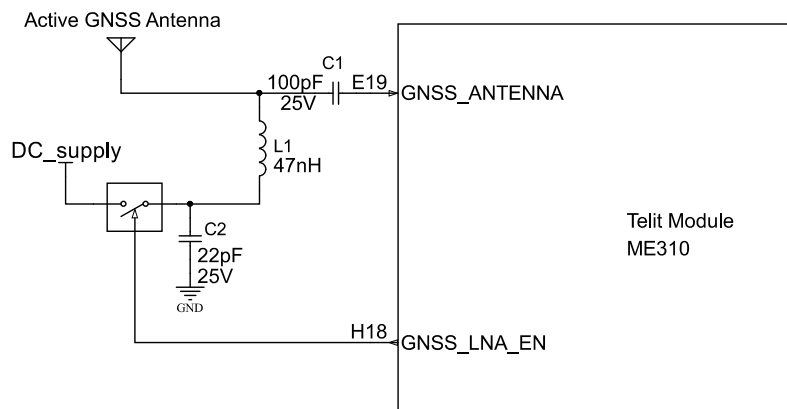 Active GNSS Antenna
C1
100pF
25V
E19
GNSS_ANTENNA
L1
47nH
DC_supply
C2
22pF
25V
GND
Telit Module
ME310
H18
GNSS_LNA_EN